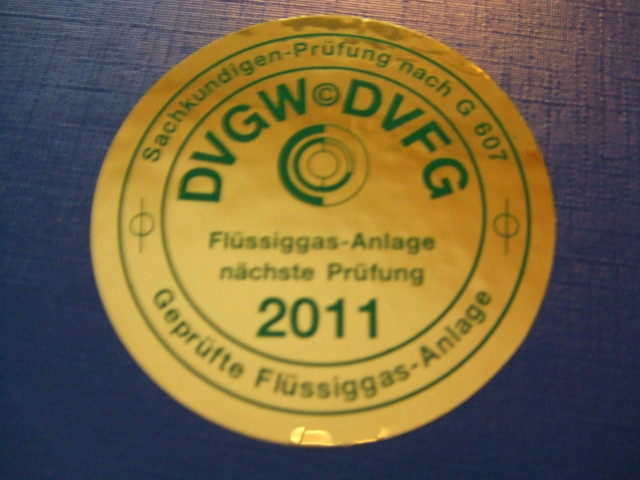 Sachkundigen-Prüfung nach G 607
DVGW©DVFG
Flüssiggas-Anlage
nächste Prüfung
2011
Geprüfte Flüssiggas-Anlage